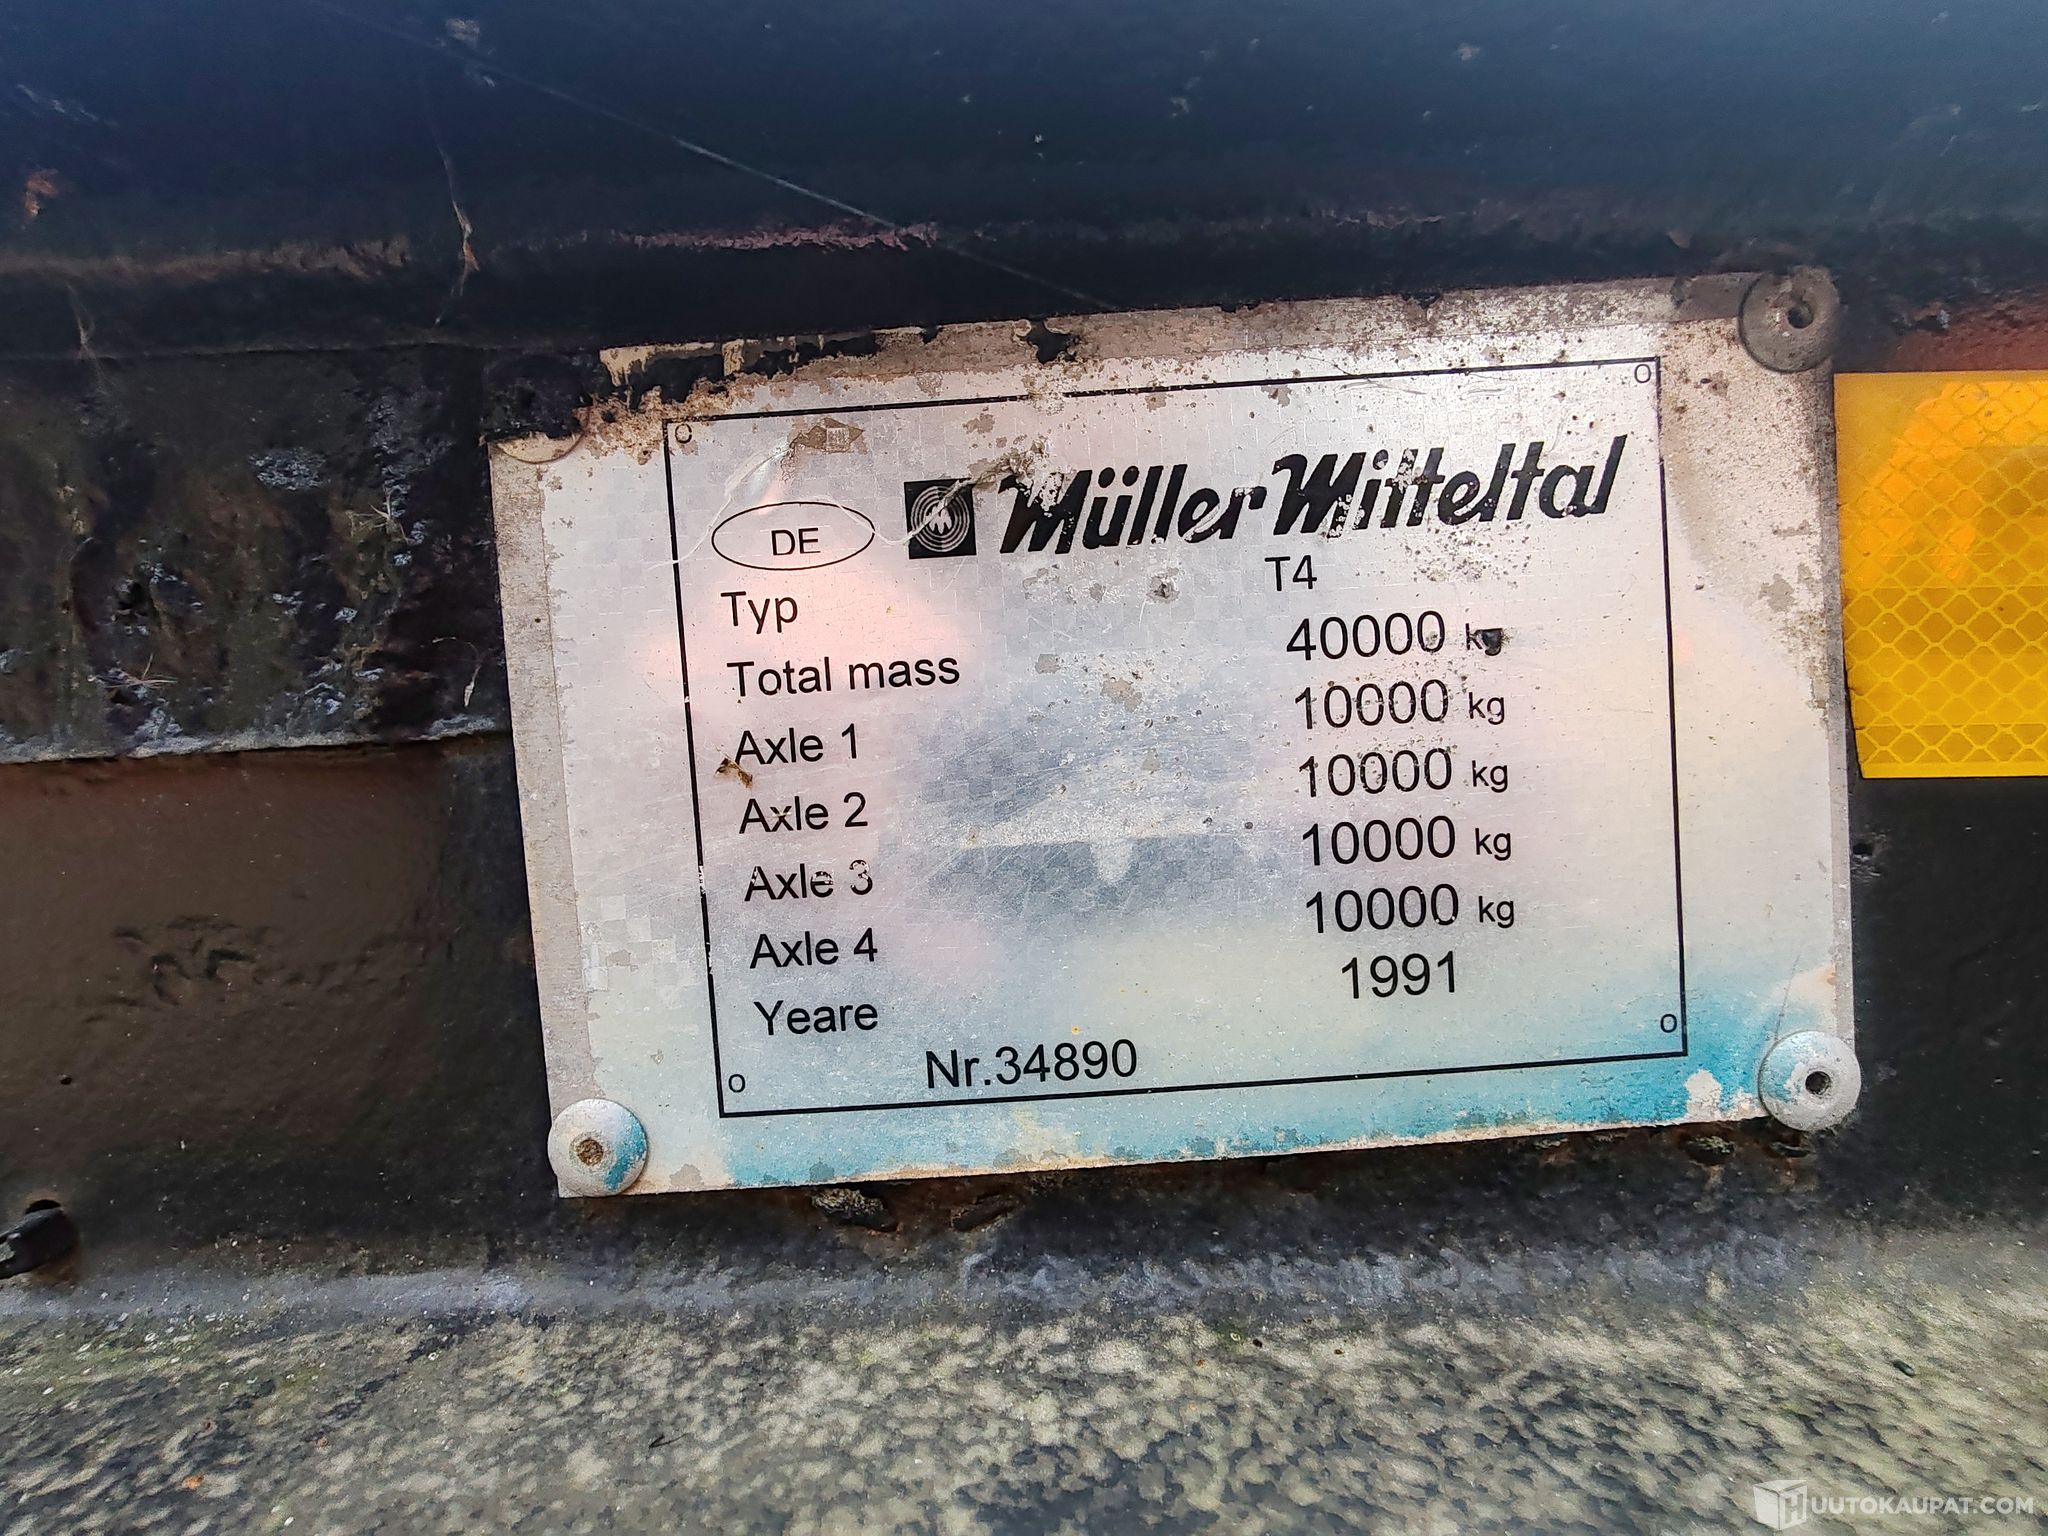 DE Müller Mitteltal
Typ T4
Total mass 40000 kg
Axle 1 10000 kg
Axle 2 10000 kg
Axle 3 10000 kg
Axle 4 10000 kg
Yeare 1991
Nr.34890
HUUTOKAUPAT.COM